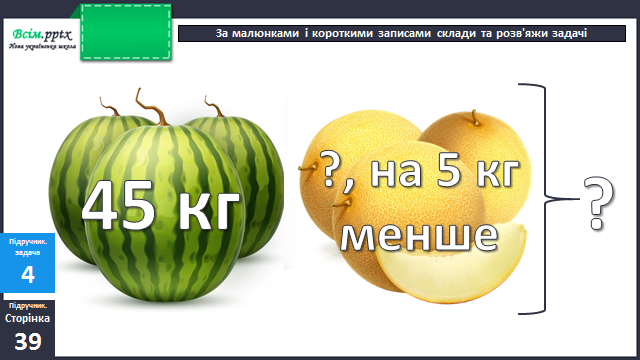 Всім.pptx
Нова українська школа
За малюнками і короткими записами склади та розв'яжи задачі
45 кг
?, на 5 кг
менше
?
Підручник.
задача
4
Підручник.
Сторінка
39